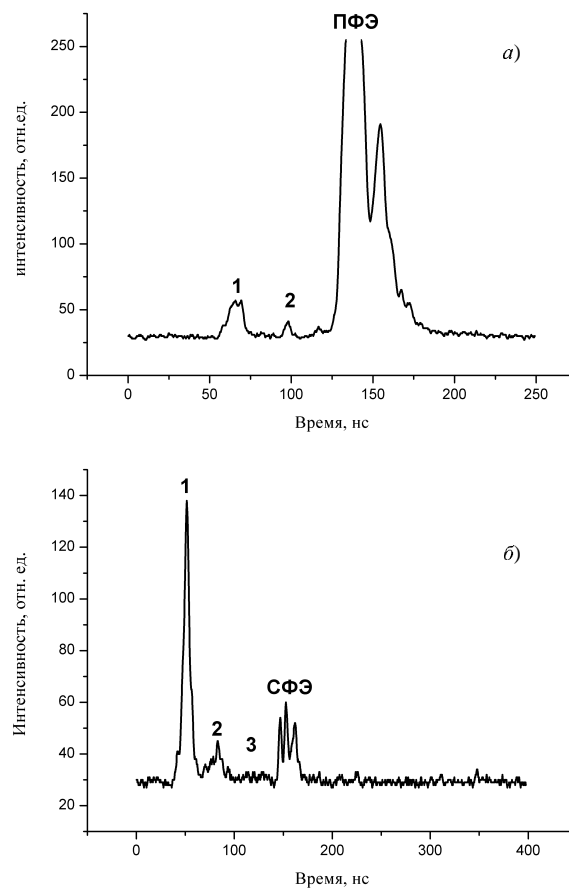 ПФЭ
а)
250
200
150
100
50
0
интенсивность, отн.ед.
1
2
0 50 100 150 200 250
Время, нс
1
140
120
100
80
60
40
20
Интенсивность, отн. ед.
б)
СФЭ
2
3
0 100 200 300 400
Время, нс